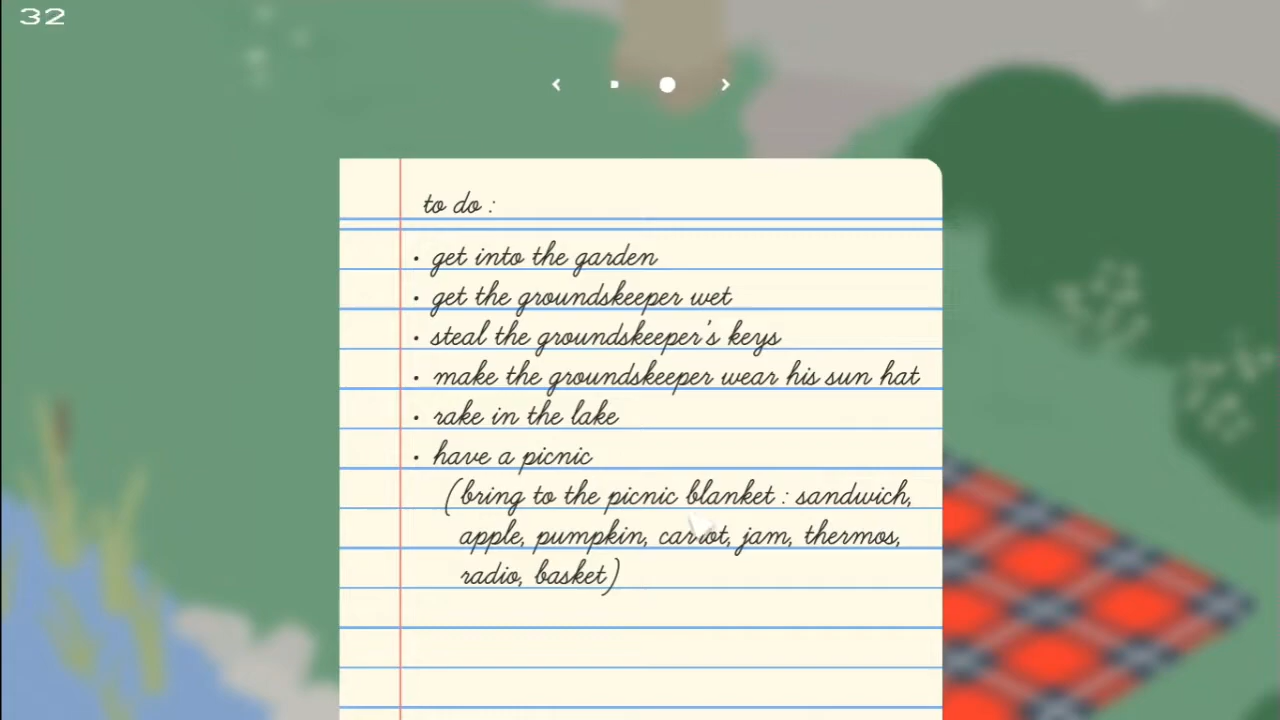 32
to do :
• get into the garden
• get the groundskeeper wet
• steal the groundskeeper's keys
• make the groundskeeper wear his sun hat
• rake in the lake
• have a picnic
(bring to the picnic blanket : sandwich,
apple, pumpkin, carrot, jam, thermos,
radio, basket)